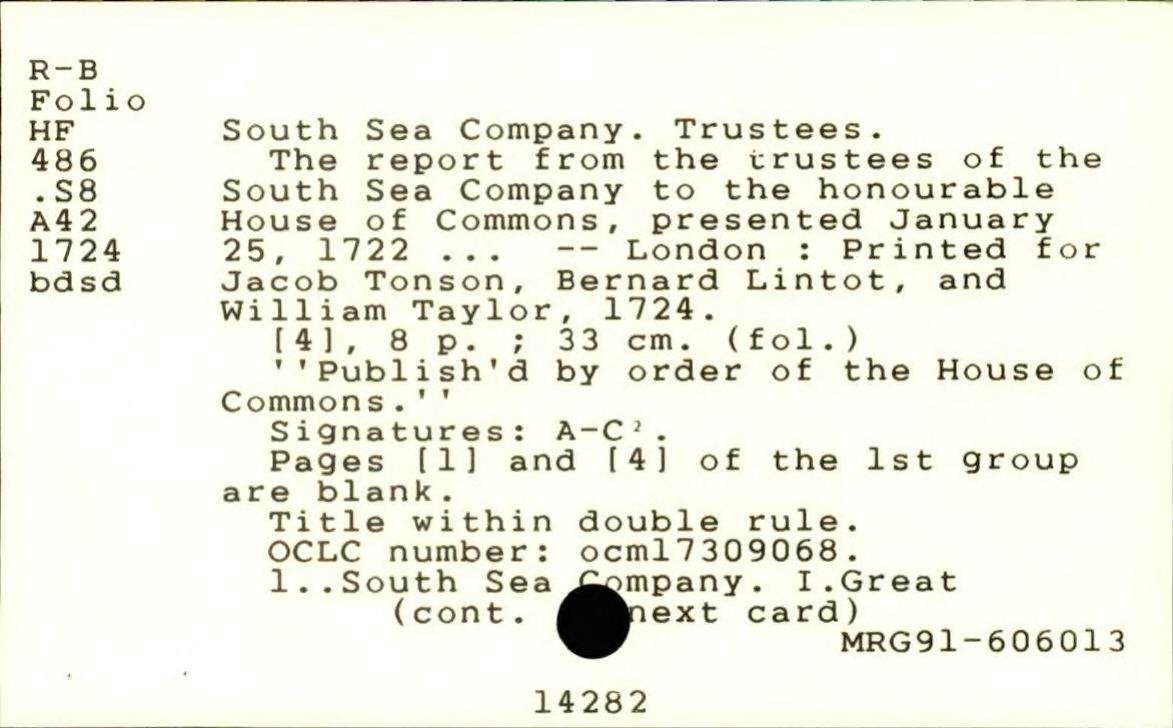 R-B
Folio
HF South Sea Company. Trustees.
486 The report from the trustees of the
.S8 South Sea Company to the honourable
A42 House of Commons, presented January
1724 25, 1722 ... -- London : Printed for
bdsd Jacob Tonson, Bernard Lintot, and
William Taylor, 1724.
[4], 8 p. ; 33 cm. (fol.)
''Publish'd by order of the House of
Commons.''
Signatures: A-C².
Pages [1] and [4] of the 1st group
are blank.
Title within double rule.
OCLC number: ocm17309068.
1..South Sea Company. I.Great
(cont. next card)
MRG91-606013
14282